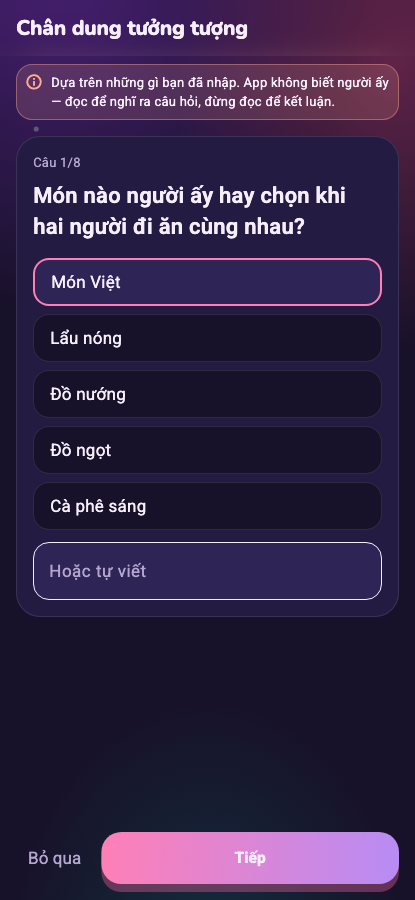 Chân dung tưởng tượng
Dựa trên những gì bạn đã nhập. App không biết người ấy
— đọc để nghĩ ra câu hỏi, đừng đọc để kết luận.
Câu 1/8
Món nào người ấy hay chọn khi
hai người đi ăn cùng nhau?
Món Việt
Lẩu nóng
Đồ nướng
Đồ ngọt
Cà phê sáng
Hoặc tự viết
Bỏ qua
Tiếp